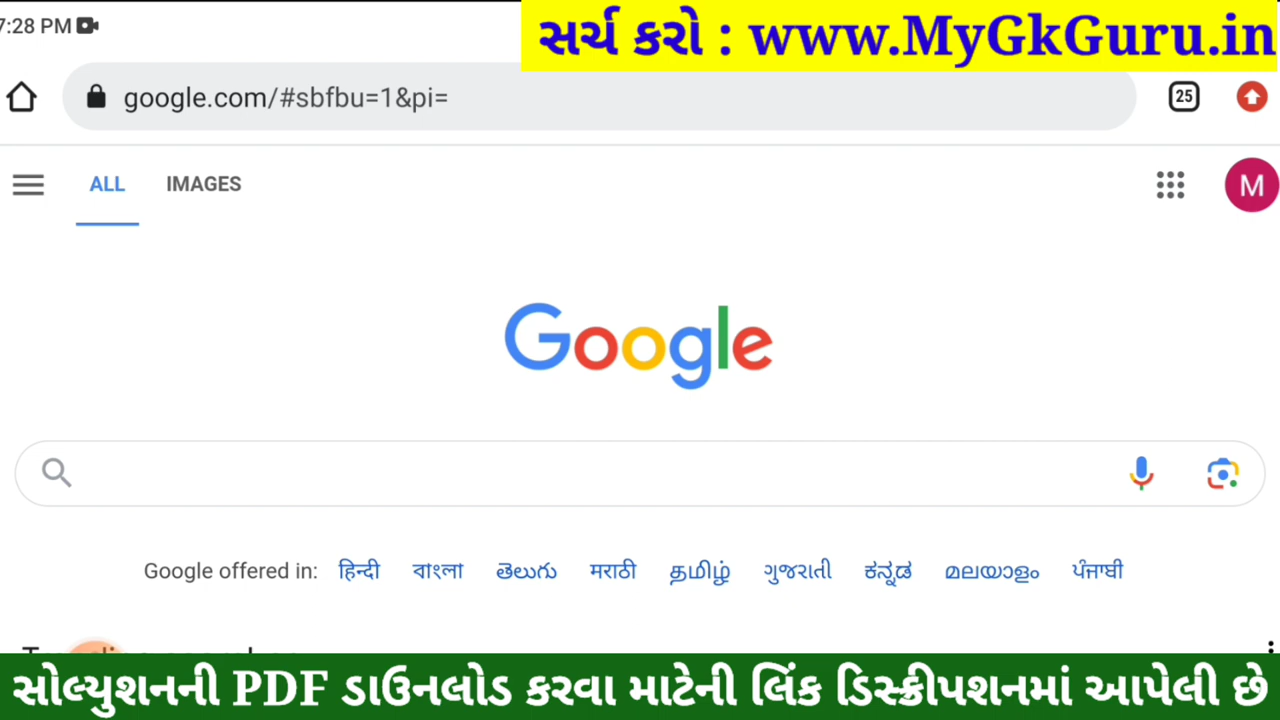 7:28 PM
સર્ચ કરો : www.MyGkGuru.in
google.com/#sbfbu=1&pi=
25
ALL IMAGES
M
Google
Google offered in: हिन्दी বাংলা తెలుగు मराठी தமிழ் ગુજરાતી ಕನ್ನಡ മലയാളം ਪੰਜਾਬੀ
સોલ્યુશનની PDF ડાઉનલોડ કરવા માટેની લિંક ડિસ્ક્રીપશનમાં આપેલી છે